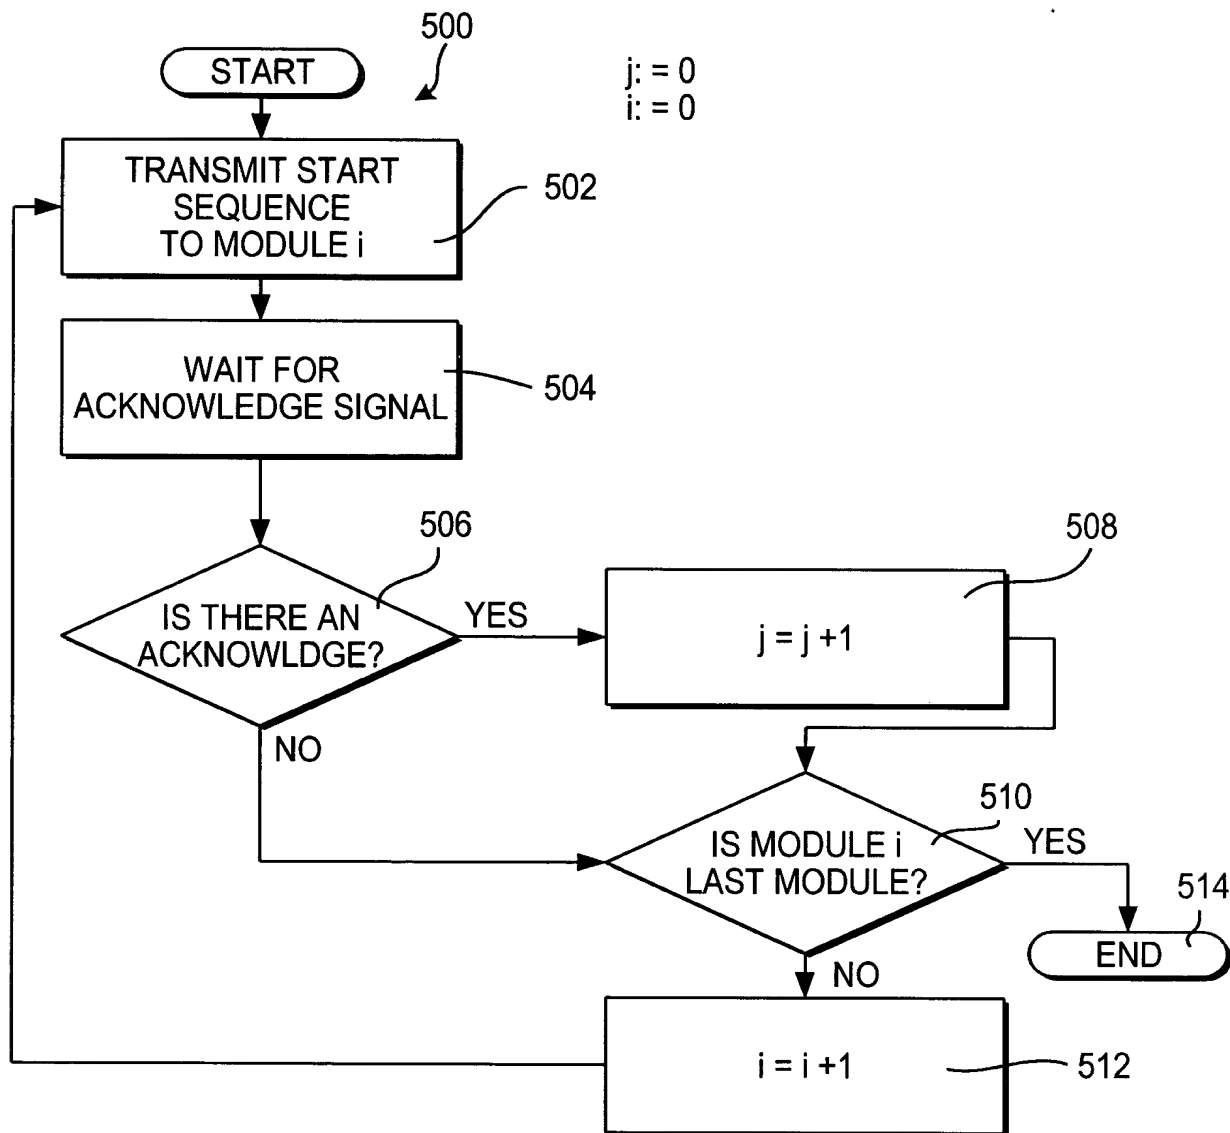 500
START
j: = 0
i: = 0
TRANSMIT START
SEQUENCE
TO MODULE i
502
WAIT FOR
ACKNOWLEDGE SIGNAL
504
506
IS THERE AN
ACKNOWLDGE?
YES
NO
508
j = j +1
510
IS MODULE i
LAST MODULE?
YES
NO
514
END
i = i +1
512